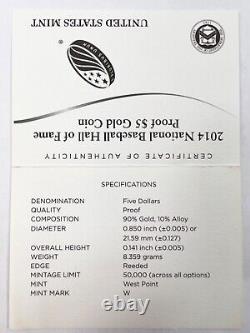 UNITED STATES MINT
2014 National Baseball Hall of Fame
Proof $5 Gold Coin
CERTIFICATE OF AUTHENTICITY
SPECIFICATIONS
DENOMINATION Five Dollars
QUALITY Proof
COMPOSITION 90% Gold, 10% Alloy
DIAMETER 0.850 inch (±0.005) or
21.59 mm (±0.127)
OVERALL HEIGHT 0.141 inch (±0.005)
WEIGHT 8.359 grams
EDGE Reeded
MINTAGE LIMIT 50,000 (across all options)
MINT West Point
MINT MARK W